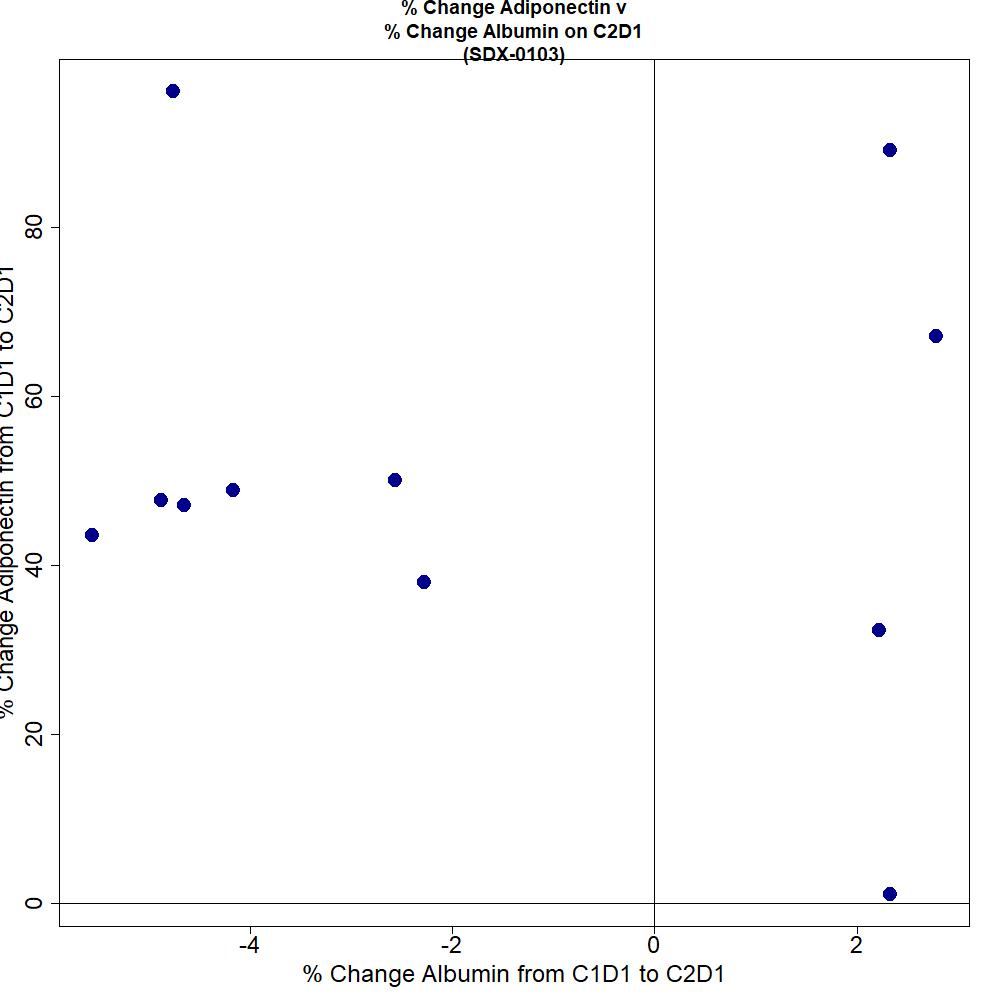 % Change Adiponectin v
% Change Albumin on C2D1
(SDX-0103)
% Change Adiponectin from C1D1 to C2D1
80
60
40
20
0
-4
-2
0
2
% Change Albumin from C1D1 to C2D1